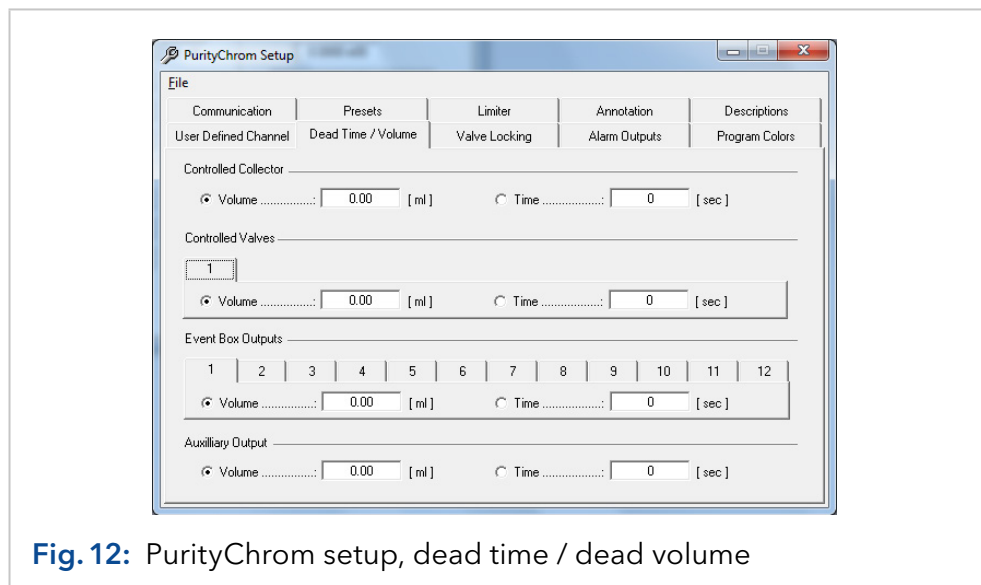 PurityChrom Setup
File
Communication Presets Limiter Annotation Descriptions
User Defined Channel Dead Time / Volume Valve Locking Alarm Outputs Program Colors
Controlled Collector
Volume ...............: 0.00 [ ml ] Time .................: 0 [ sec ]
Controlled Valves
1
Volume ...............: 0.00 [ ml ] Time .................: 0 [ sec ]
Event Box Outputs
1 2 3 4 5 6 7 8 9 10 11 12
Volume ...............: 0.00 [ ml ] Time .................: 0 [ sec ]
Auxilliary Output
Volume ...............: 0.00 [ ml ] Time .................: 0 [ sec ]
Fig. 12: PurityChrom setup, dead time / dead volume